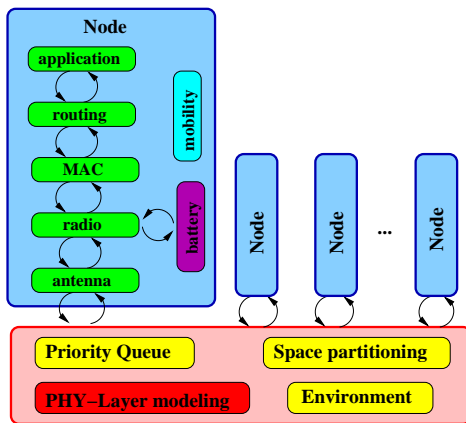 Node
application
routing
MAC
radio
antenna
mobility
battery
Node
Node
...
Node
Priority Queue
Space partitioning
PHY−Layer modeling
Environment